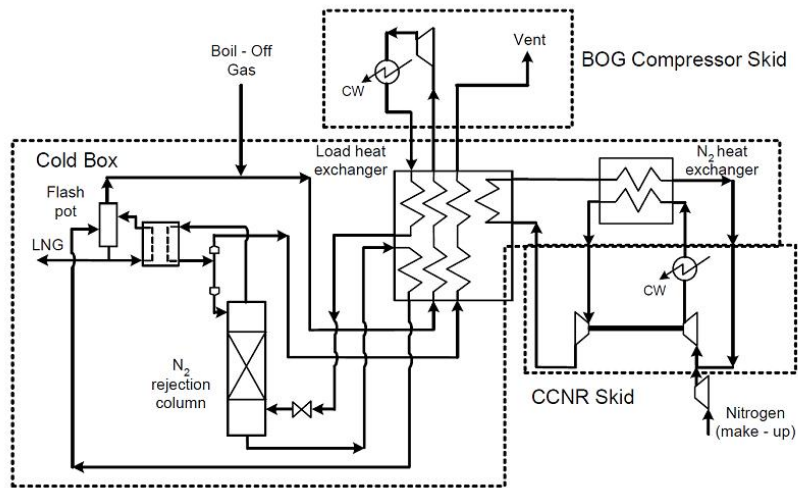 Boil - Off
Gas
Vent
BOG Compressor Skid
CW
Cold Box
Load heat
exchanger
N2 heat
exchanger
Flash
pot
LNG
CW
N2
rejection
column
CCNR Skid
Nitrogen
(make - up)